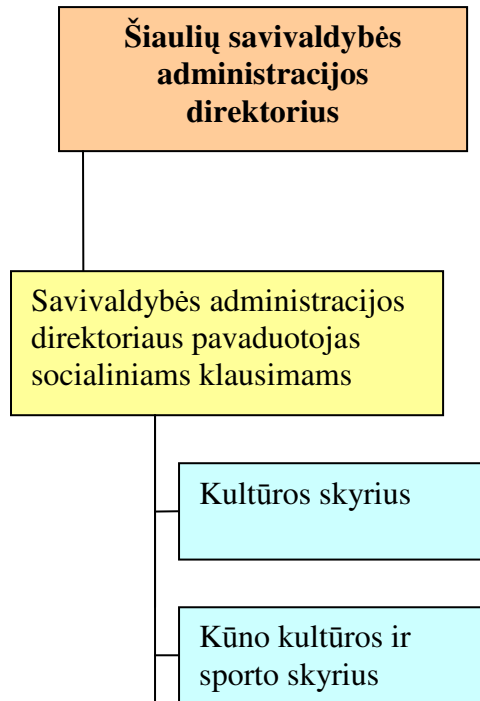 Šiaulių savivaldybės
administracijos
direktorius
Savivaldybės administracijos
direktoriaus pavaduotojas
socialiniams klausimams
Kultūros skyrius
Kūno kultūros ir
sporto skyrius